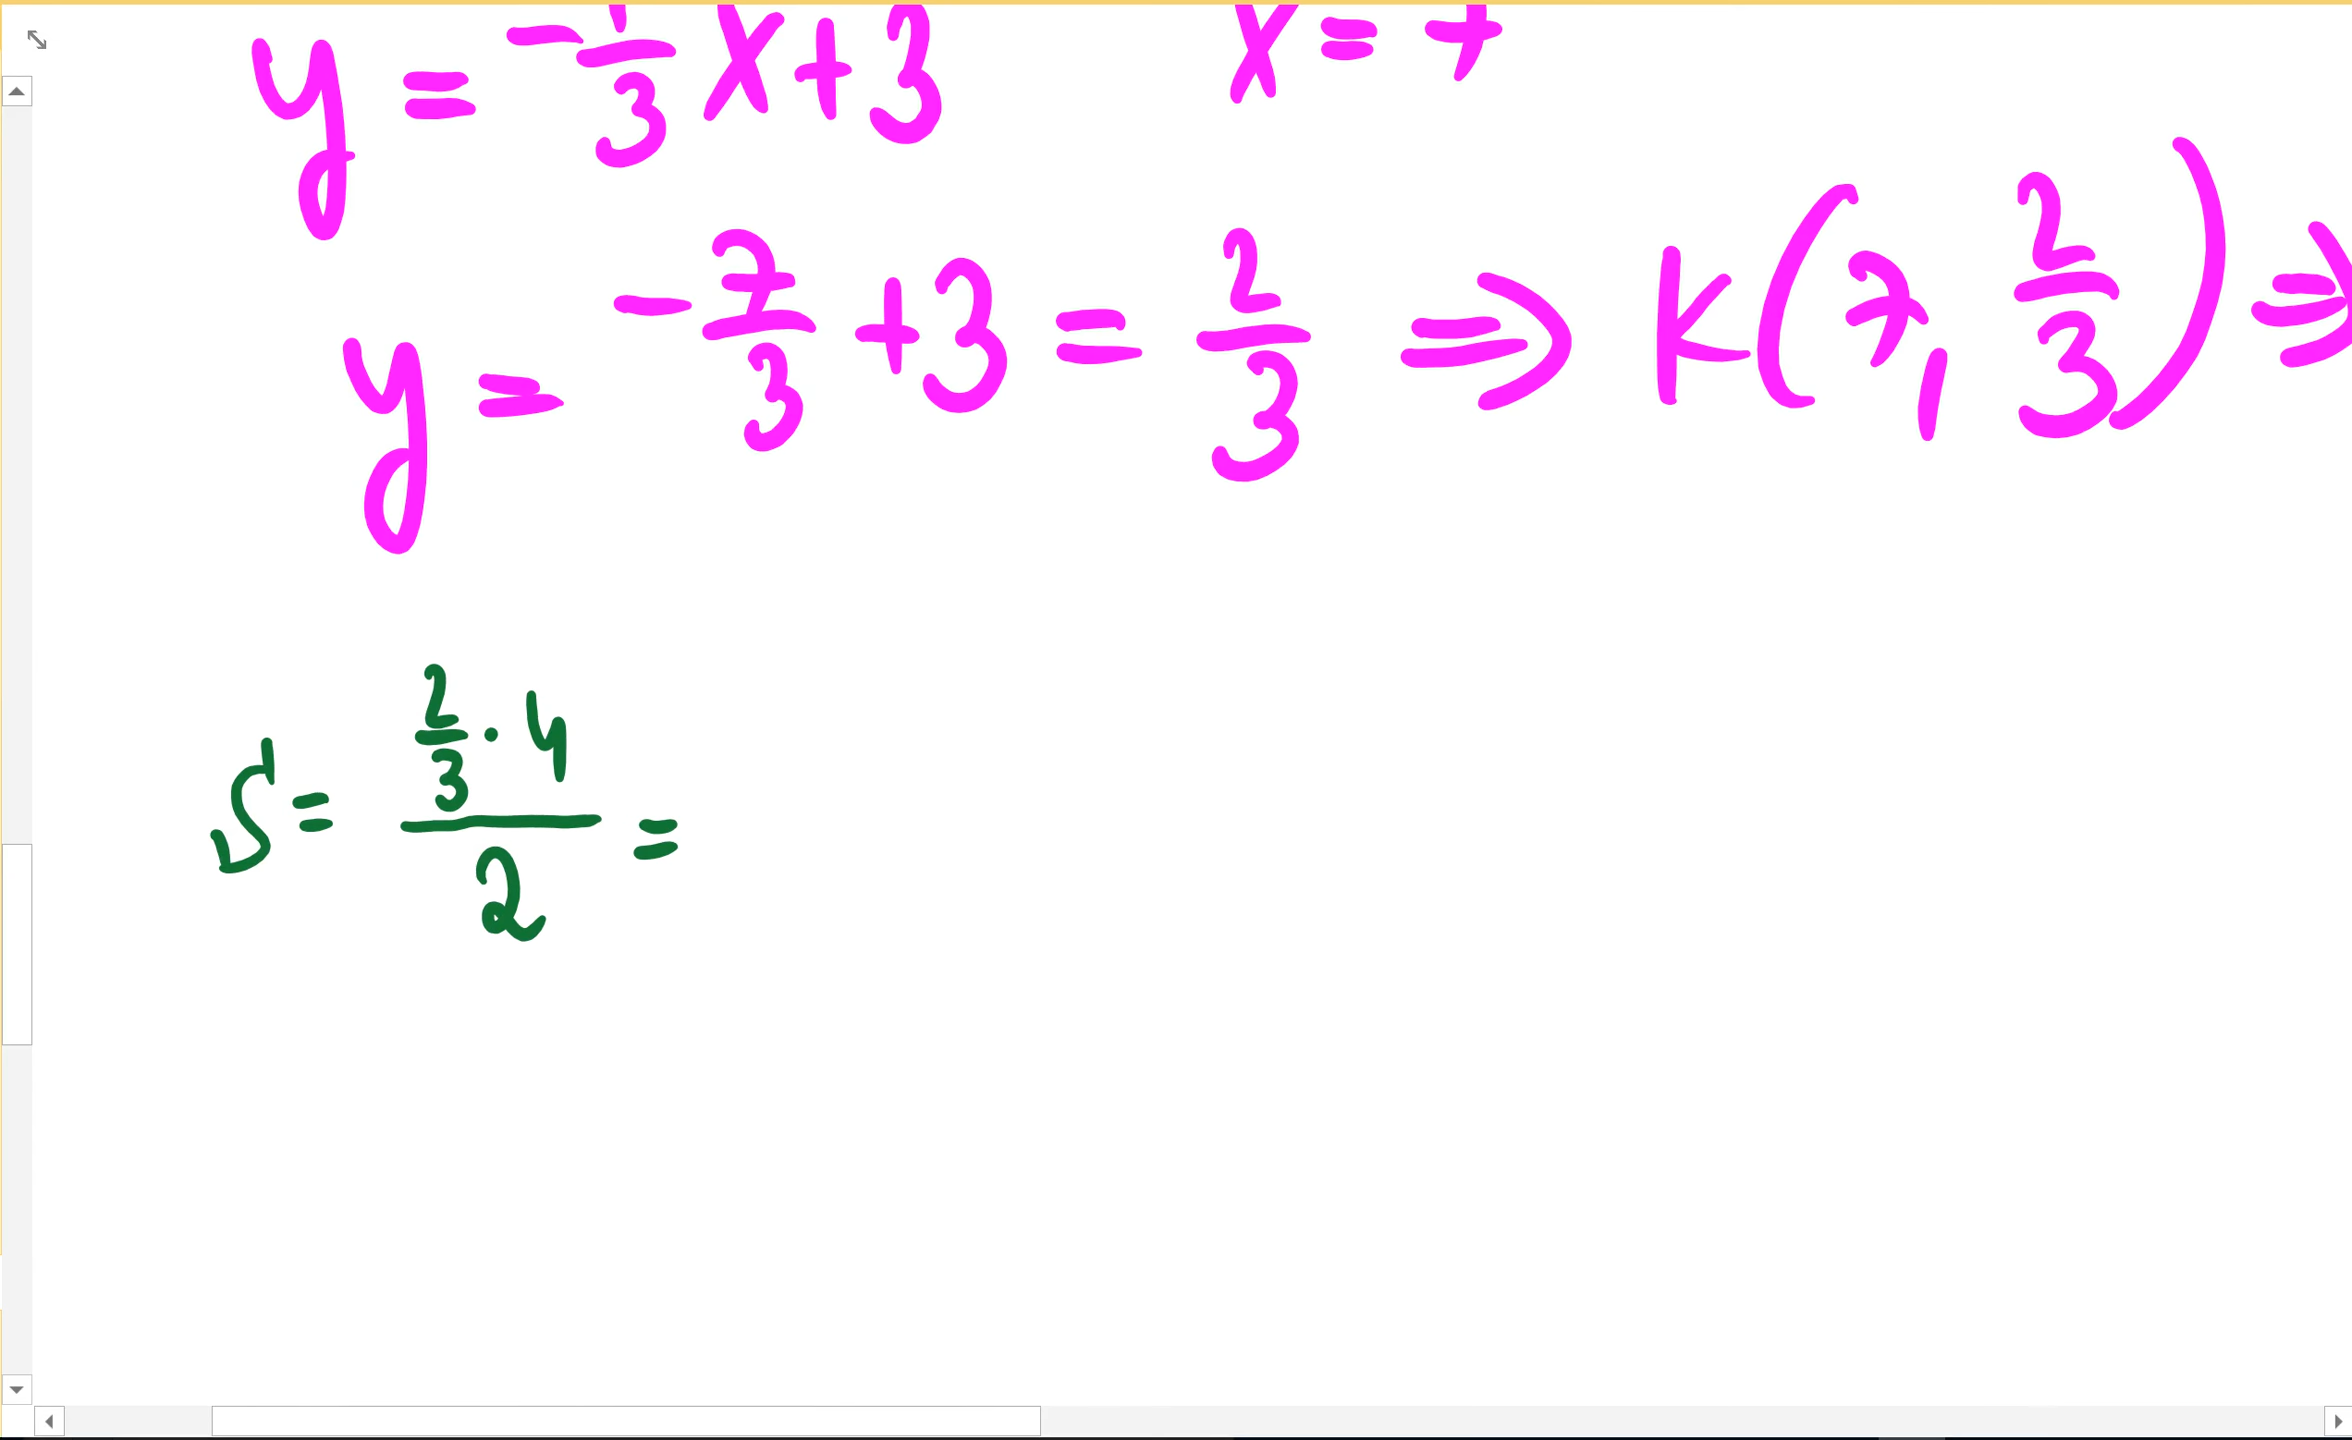 y = -1/3 x + 3   x = 7
y = -7/3 + 3 = 2/3 ⇒ K(7, 2/3) ⇒
S = (2/3 · 4)/2 =